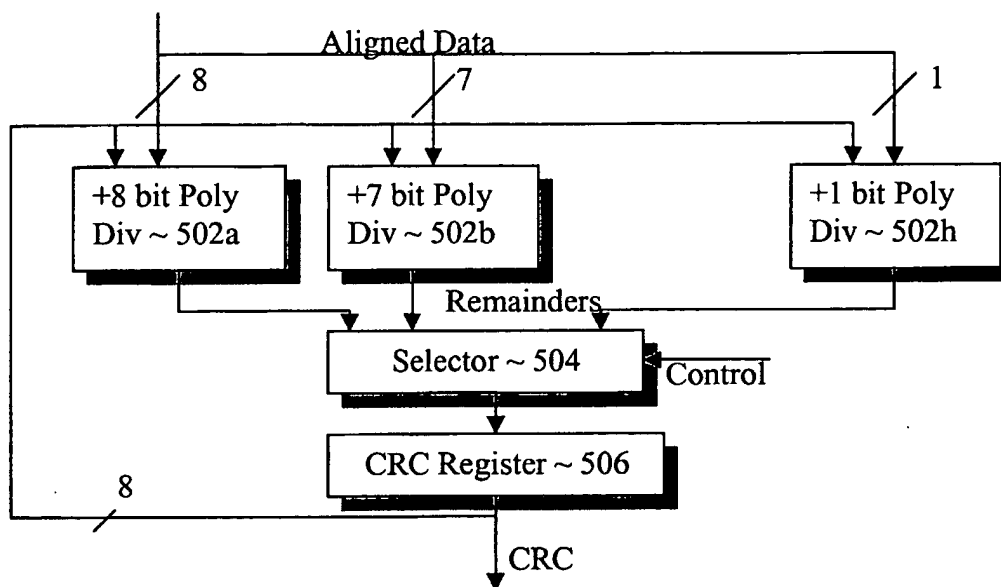 Aligned Data
8
7
1
+8 bit Poly
Div ~ 502a
+7 bit Poly
Div ~ 502b
+1 bit Poly
Div ~ 502h
Remainders
Selector ~ 504
Control
CRC Register ~ 506
8
CRC